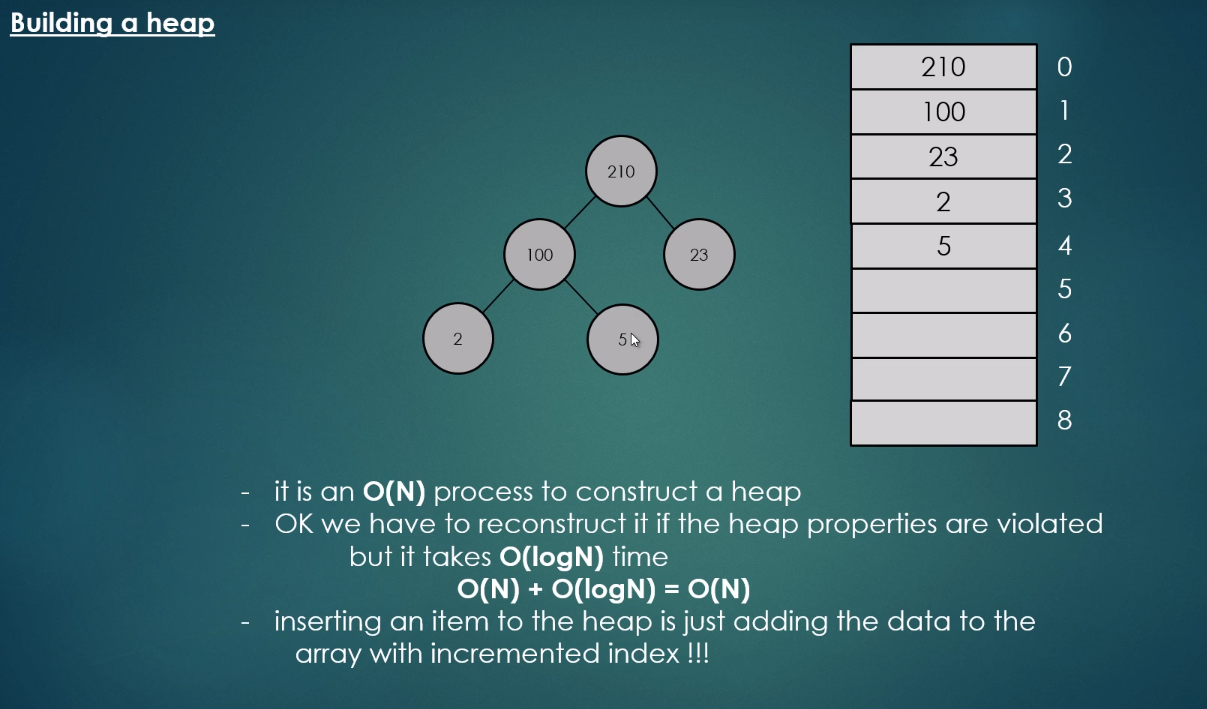 Building a heap
210 0
100 1
23 2
2 3
5 4
5
6
7
8
210
100 23
2 5
- it is an O(N) process to construct a heap
- OK we have to reconstruct it if the heap properties are violated
but it takes O(logN) time
O(N) + O(logN) = O(N)
- inserting an item to the heap is just adding the data to the
array with incremented index !!!